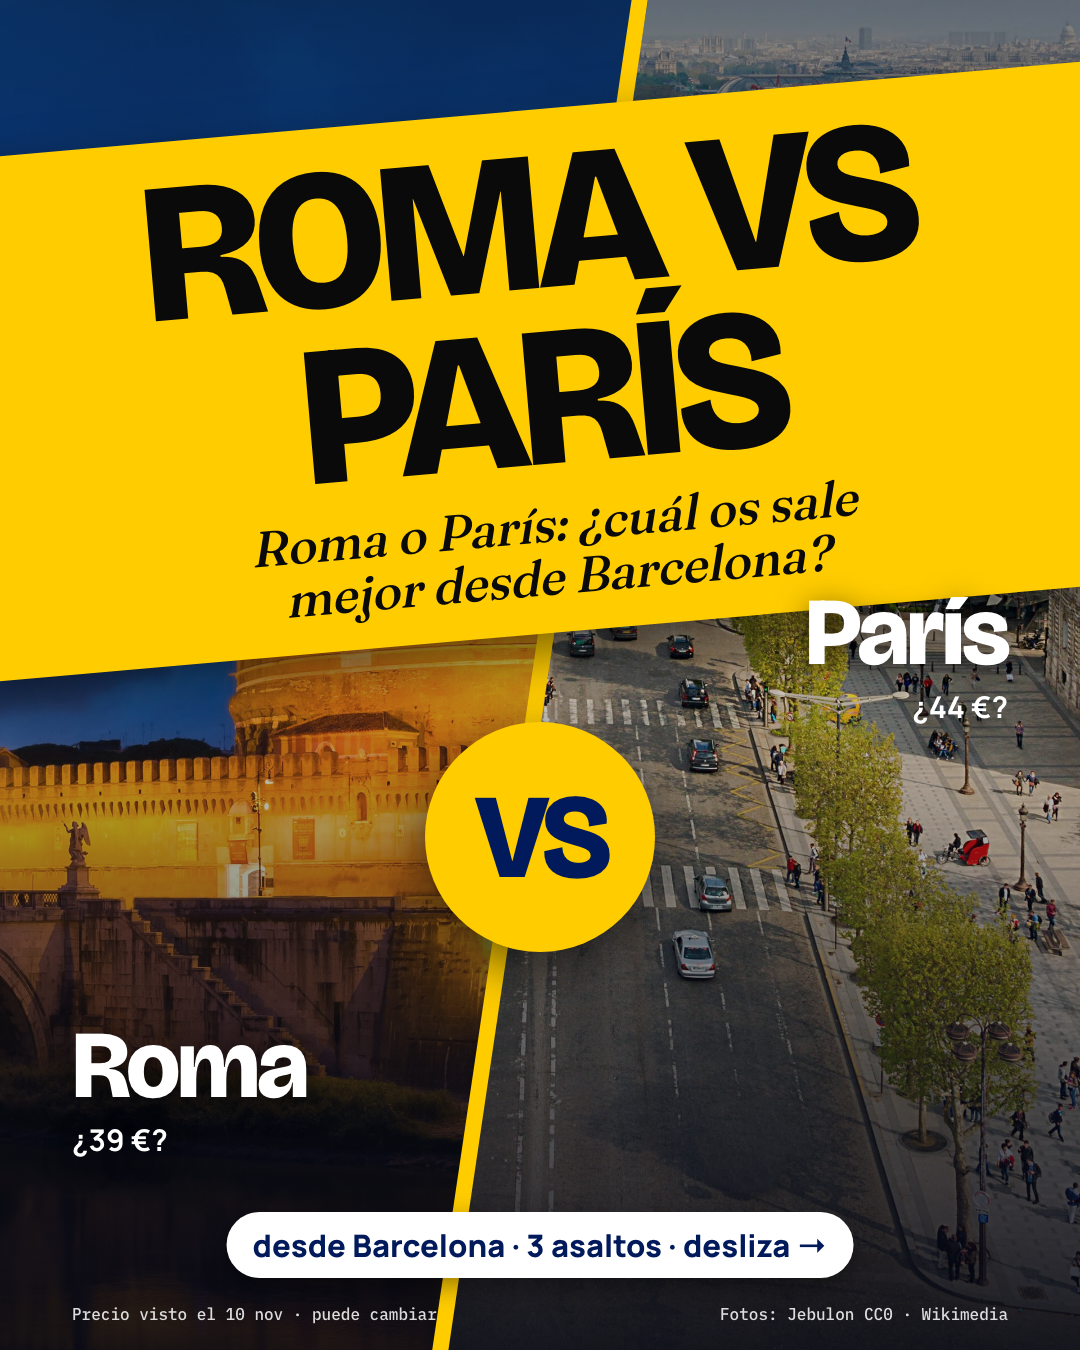 ROMA VS
PARÍS
Roma o París: ¿cuál os sale
mejor desde Barcelona?
París
¿44 €?
VS
Roma
¿39 €?
desde Barcelona · 3 asaltos · desliza →
Precio visto el 10 nov · puede cambiar
Fotos: Jebulon CC0 · Wikimedia